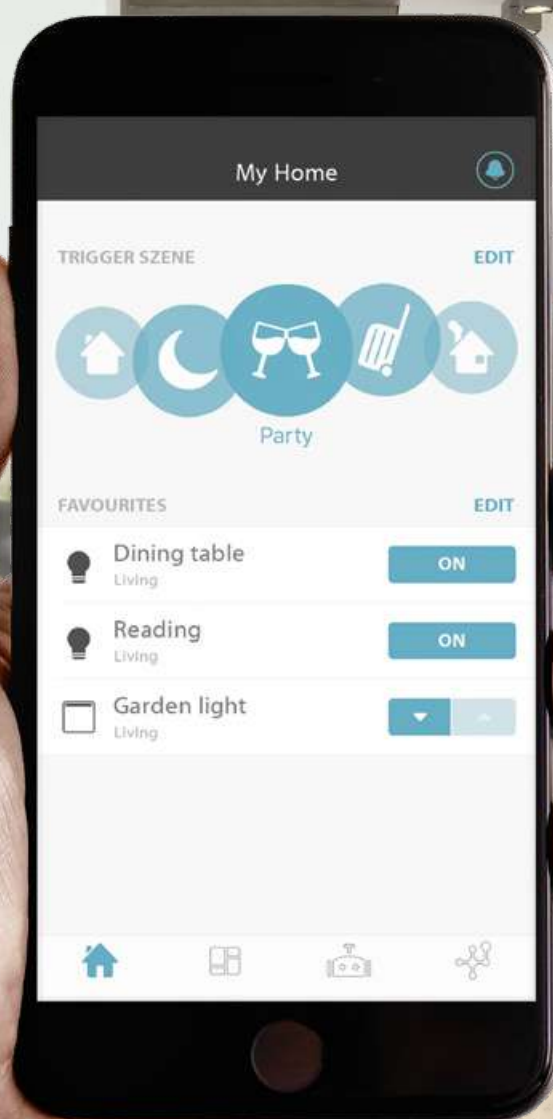 My Home
TRIGGER SZENE EDIT
Party
FAVOURITES EDIT
Dining table
Living
ON
Reading
Living
ON
Garden light
Living